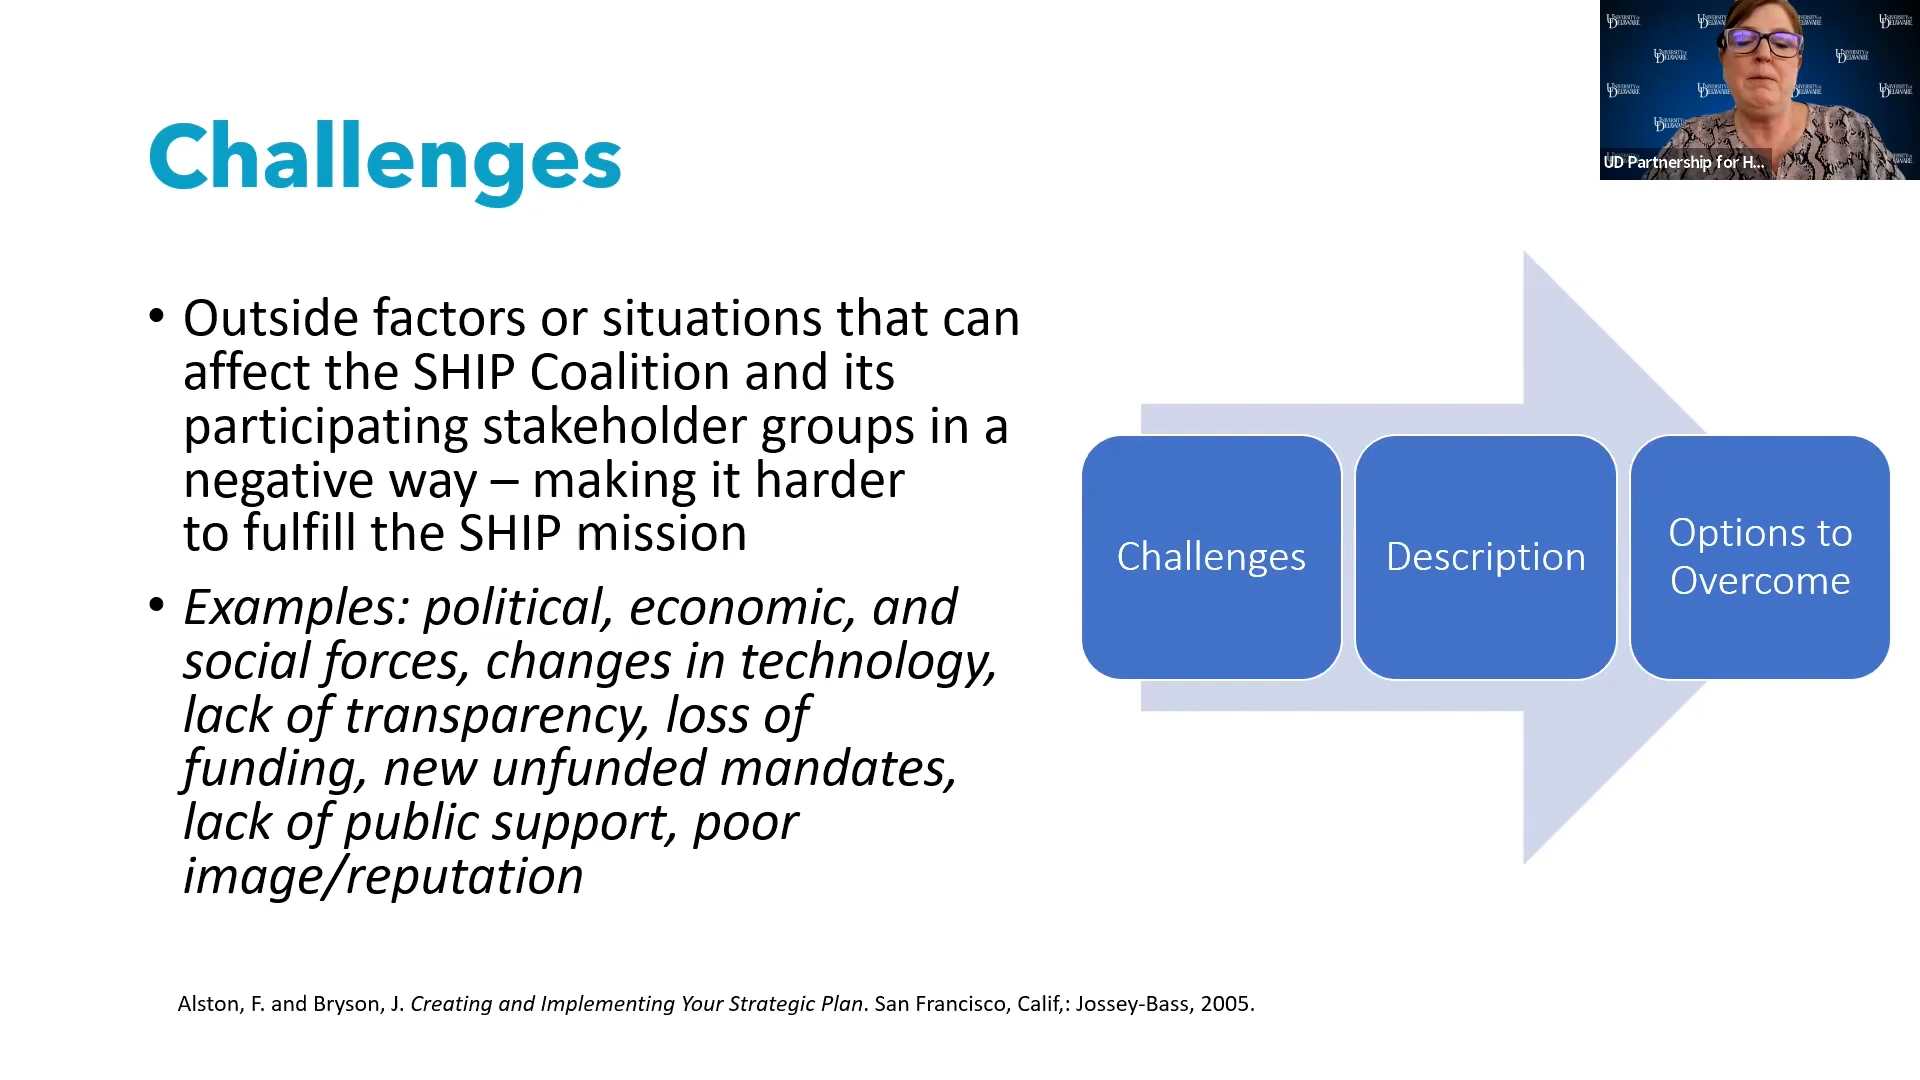 Challenges
• Outside factors or situations that can
affect the SHIP Coalition and its
participating stakeholder groups in a
negative way – making it harder
to fulfill the SHIP mission
• Examples: political, economic, and
social forces, changes in technology,
lack of transparency, loss of
funding, new unfunded mandates,
lack of public support, poor
image/reputation
Challenges
Description
Options to
Overcome
Alston, F. and Bryson, J. Creating and Implementing Your Strategic Plan. San Francisco, Calif,: Jossey-Bass, 2005.
UNIVERSITY OF
DELAWARE
UD Partnership for H...